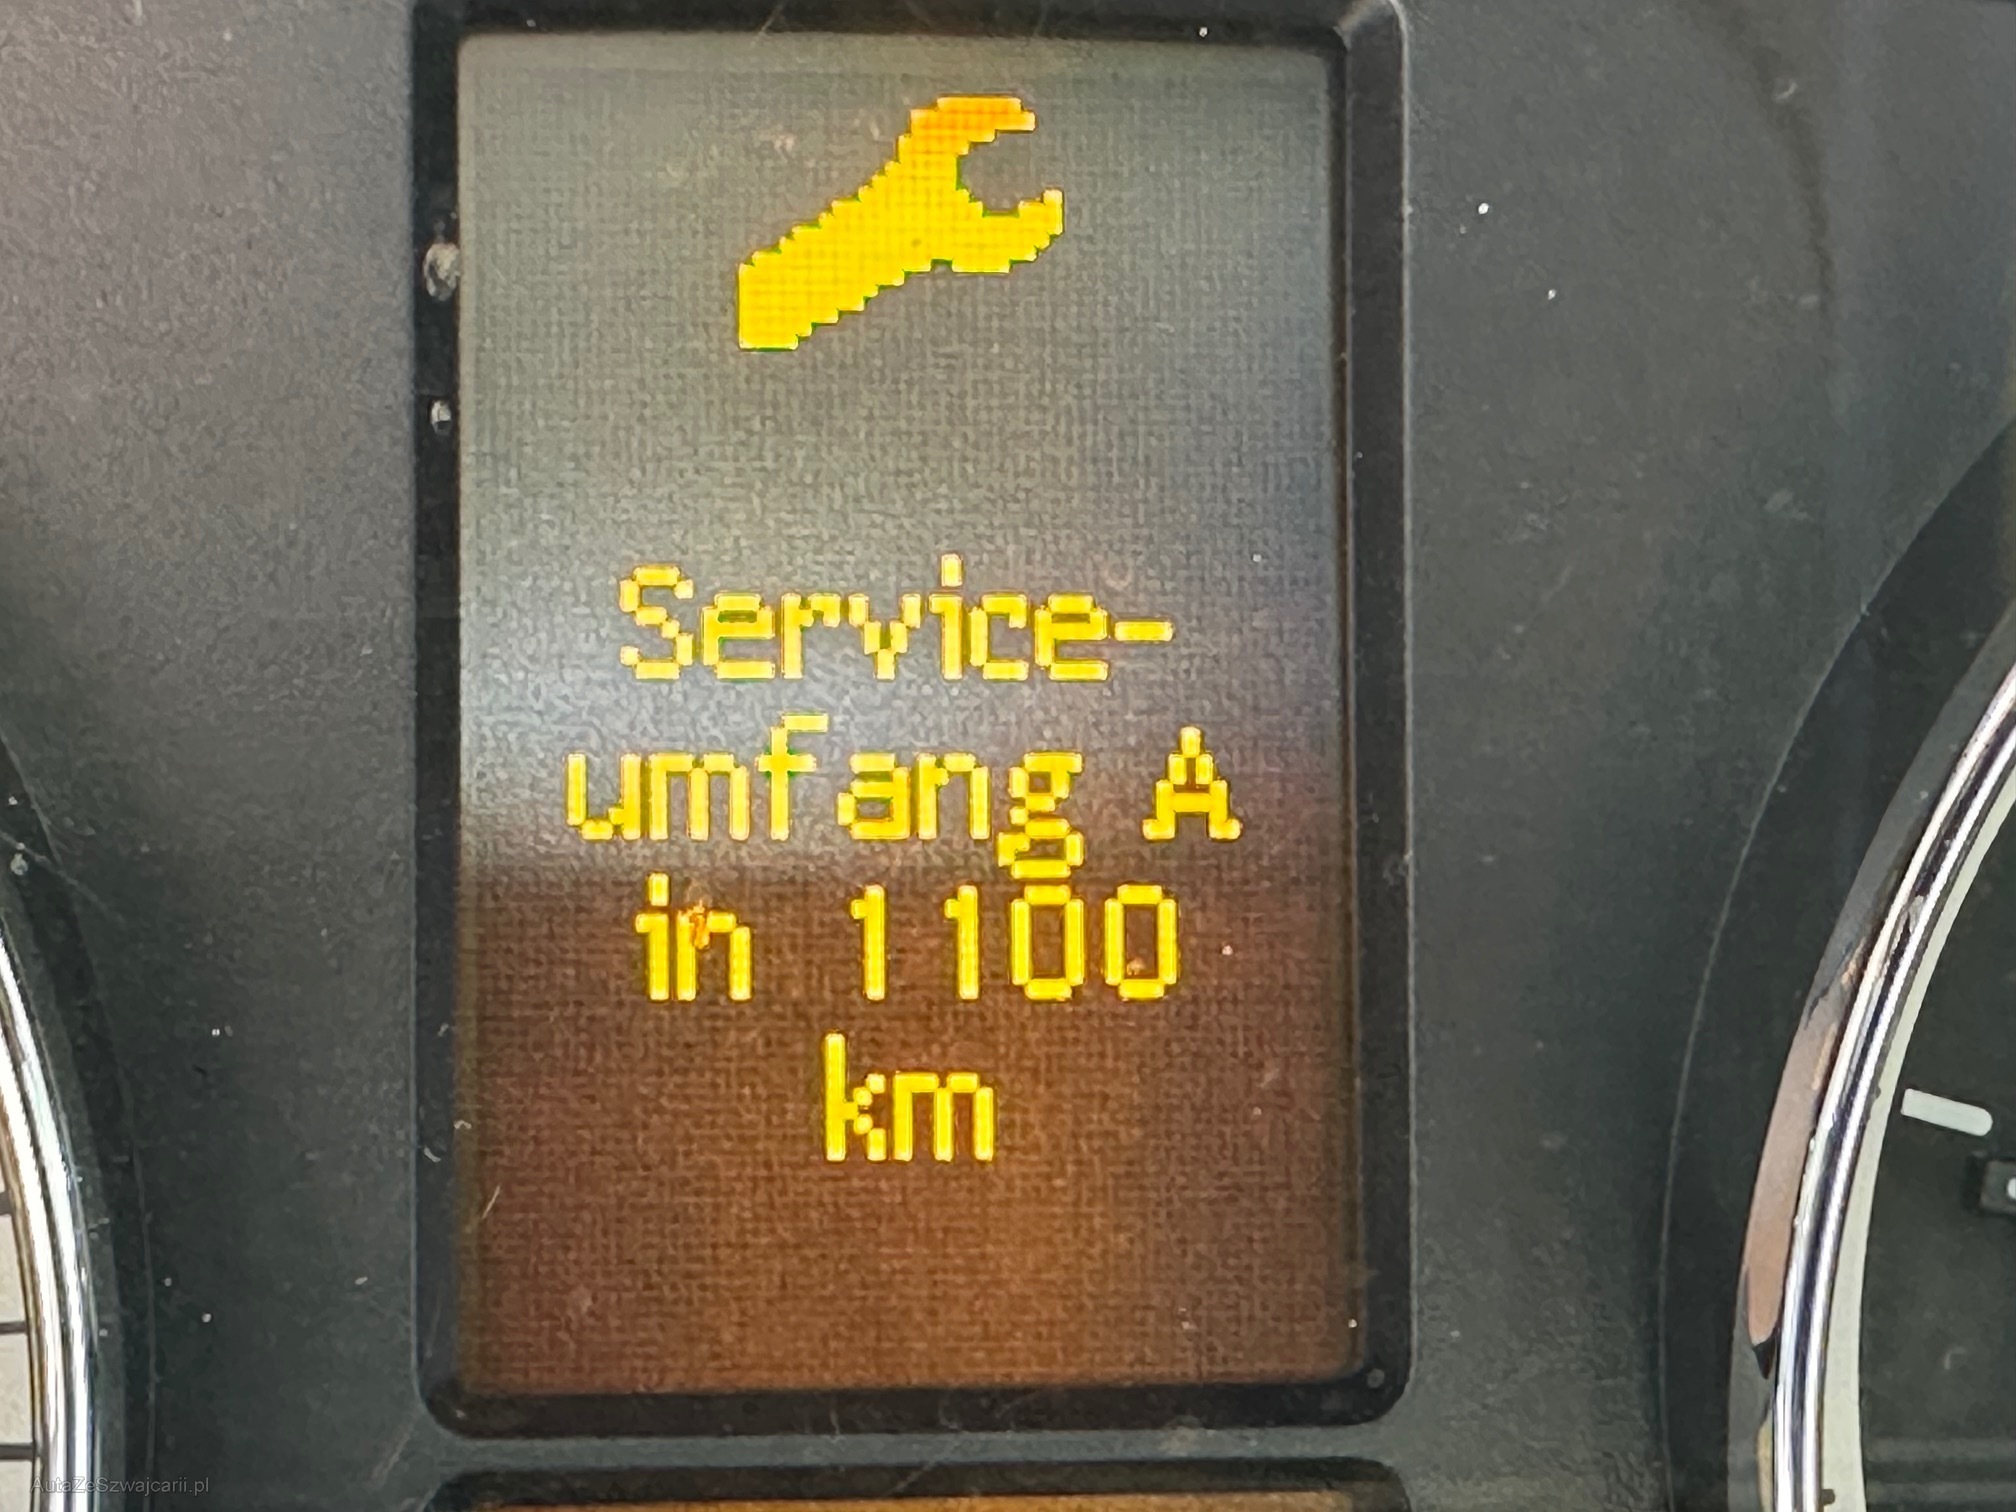 Service-
umfang A
in 1100
km
AutaZeSzwajcarii.pl